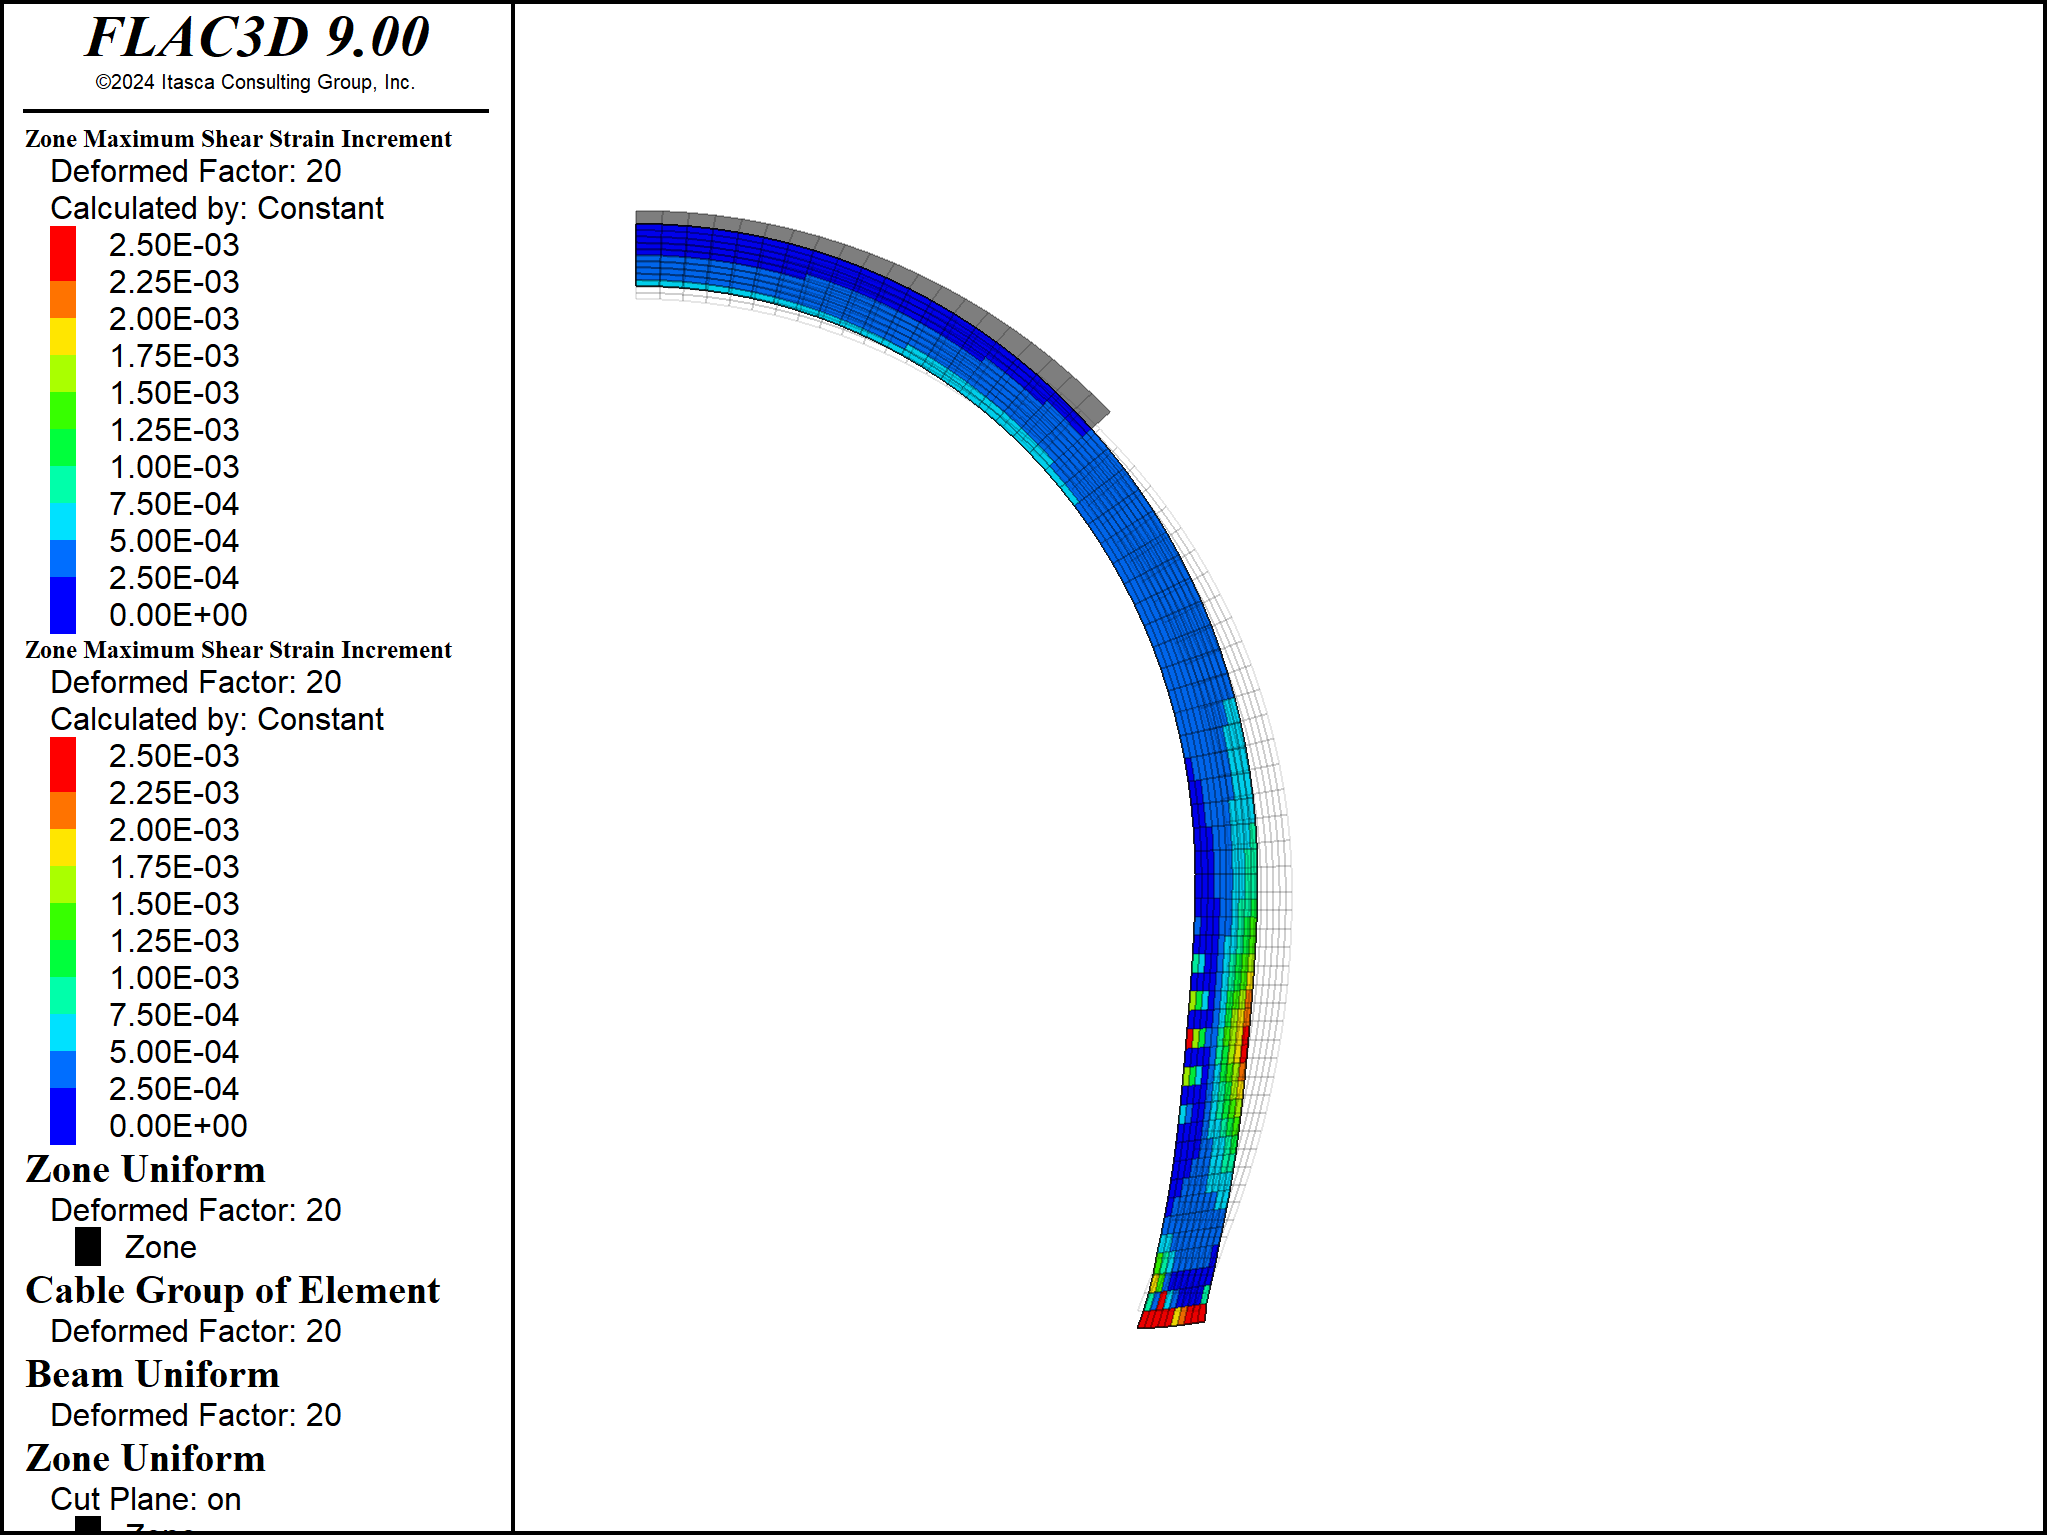 FLAC3D 9.00
©2024 Itasca Consulting Group, Inc.
Zone Maximum Shear Strain Increment
Deformed Factor: 20
Calculated by: Constant
2.50E-03
2.25E-03
2.00E-03
1.75E-03
1.50E-03
1.25E-03
1.00E-03
7.50E-04
5.00E-04
2.50E-04
0.00E+00
Zone Maximum Shear Strain Increment
Deformed Factor: 20
Calculated by: Constant
2.50E-03
2.25E-03
2.00E-03
1.75E-03
1.50E-03
1.25E-03
1.00E-03
7.50E-04
5.00E-04
2.50E-04
0.00E+00
Zone Uniform
Deformed Factor: 20
Zone
Cable Group of Element
Deformed Factor: 20
Beam Uniform
Deformed Factor: 20
Zone Uniform
Cut Plane: on